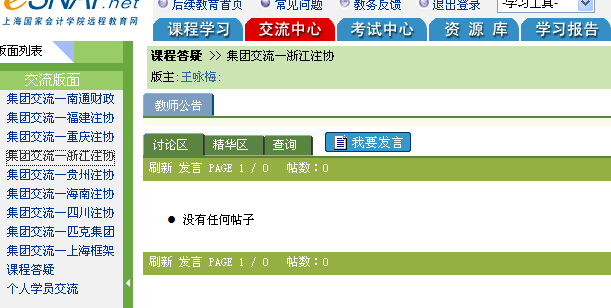 eSNAI.net
上海国家会计学院远程教育网
后续教育首页 常见问题 教务反馈 退出登录 -学习工具-
课程学习 交流中心 考试中心 资 源 库 学习报告
版面列表
交流版面
集团交流—南通财政
集团交流—福建注协
集团交流—重庆注协
集团交流—浙江注协
集团交流—贵州注协
集团交流—海南注协
集团交流—四川注协
集团交流—匹克集团
集团交流—上海框架
课程答疑
个人学员交流
课程答疑 >> 集团交流—浙江注协
版主:王咏梅:
教师公告
讨论区 精华区 查询 我要发言
刷新 发言 PAGE 1 / 0 帖数：0
没有任何帖子
刷新 发言 PAGE 1 / 0 帖数：0